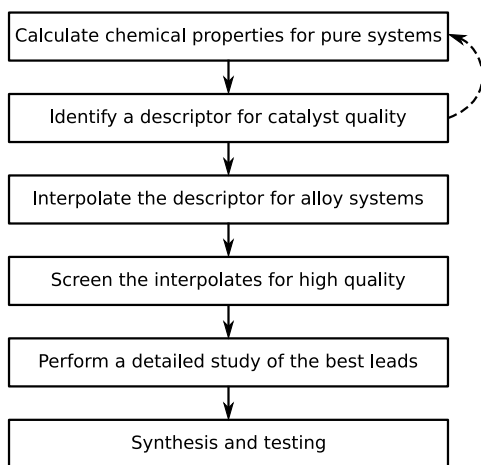 Calculate chemical properties for pure systems
Identify a descriptor for catalyst quality
Interpolate the descriptor for alloy systems
Screen the interpolates for high quality
Perform a detailed study of the best leads
Synthesis and testing